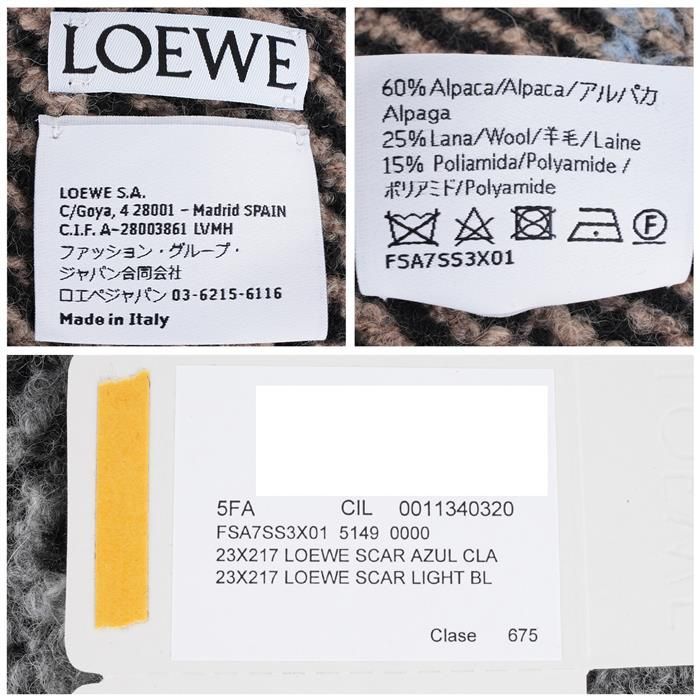 LOEWE
LOEWE S.A.
C/Goya, 4 28001 – Madrid SPAIN
C.I.F. A-28003861 LVMH
ファッション・グループ・
ジャパン合同会社
ロエベジャパン 03-6215-6116
Made in Italy
60% Alpaca/Alpaca/アルパカ
Alpaga
25% Lana/Wool/羊毛/Laine
15% Poliamida/Polyamide/
ポリアミド/Polyamide
F
FSA7SS3X01
5FA CIL 0011340320
FSA7SS3X01 5149 0000
23X217 LOEWE SCAR AZUL CLA
23X217 LOEWE SCAR LIGHT BL
Clase 675
LOEWE